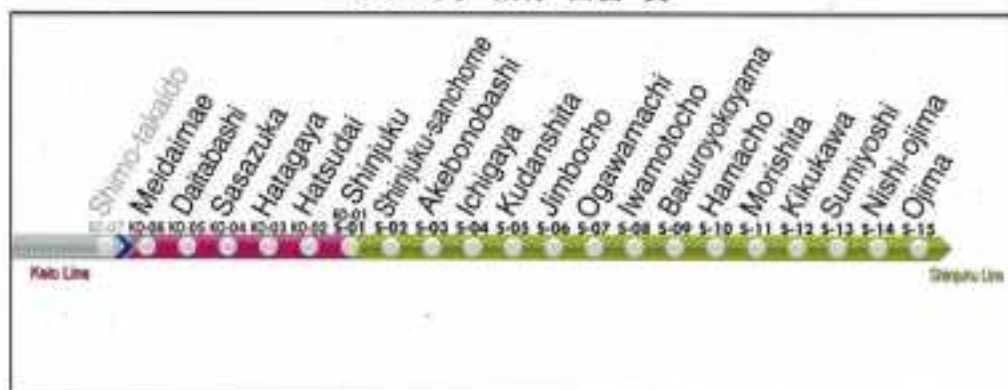 Shimo-takaido
Meidaimae
Daitabashi
Sasazuka
Hatagaya
Hatsudai
Shinjuku
Shinjuku-sanchome
Akebonobashi
Ichigaya
Kudanshita
Jimbocho
Ogawamachi
Iwamotocho
Bakuroyokoyama
Hamacho
Morishita
Kikukawa
Sumiyoshi
Nishi-ojima
Ojima
KO-07 KO-06 KO-05 KO-04 KO-03 KO-02 KO-01 S-01 S-02 S-03 S-04 S-05 S-06 S-07 S-08 S-09 S-10 S-11 S-12 S-13 S-14 S-15
Keio Line
Shinjuku Line